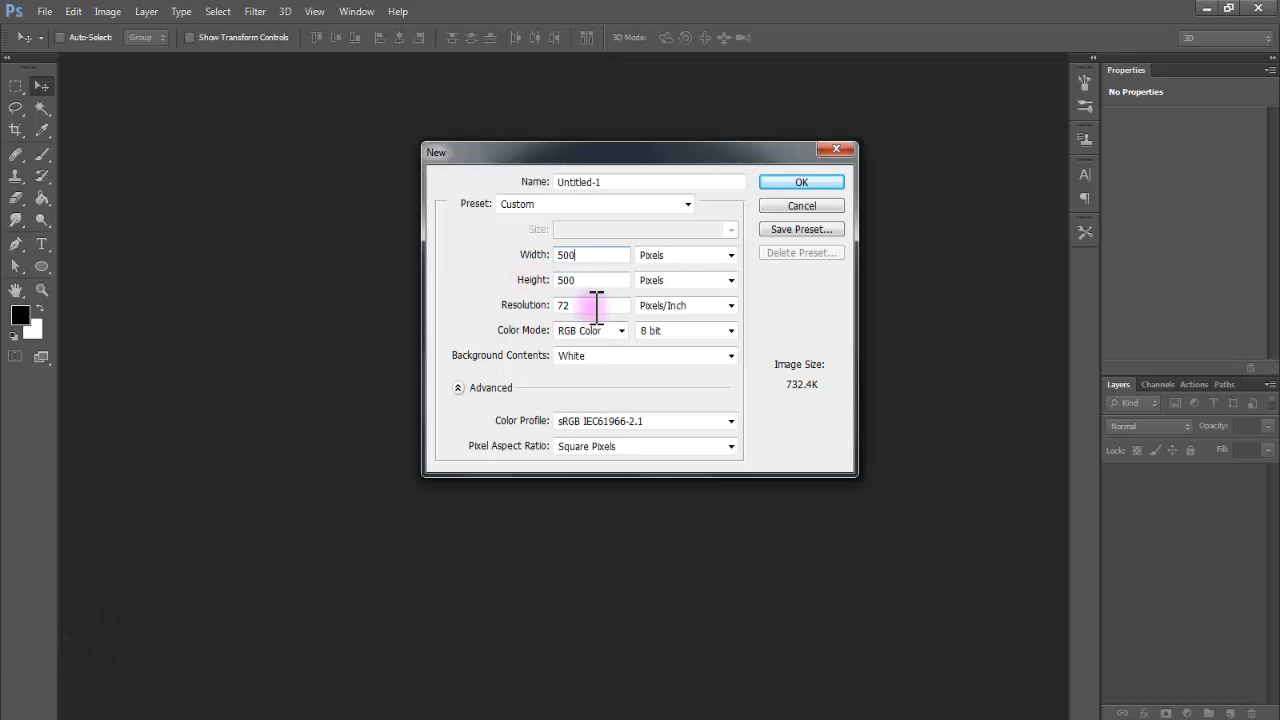 Ps File Edit Image Layer Type Select Filter 3D View Window Help
Auto-Select: Group Show Transform Controls 3D Mode: 3D
Properties
No Properties
New
Name: Untitled-1 OK
Preset: Custom Cancel
Size: Save Preset...
Width: 500 Pixels Delete Preset...
Height: 500 Pixels
Resolution: 72 Pixels/Inch
Color Mode: RGB Color 8 bit
Background Contents: White
Image Size:
732.4K
Advanced
Color Profile: sRGB IEC61966-2.1
Pixel Aspect Ratio: Square Pixels
Layers Channels Actions Paths
Kind
Normal Opacity:
Lock: Fill: